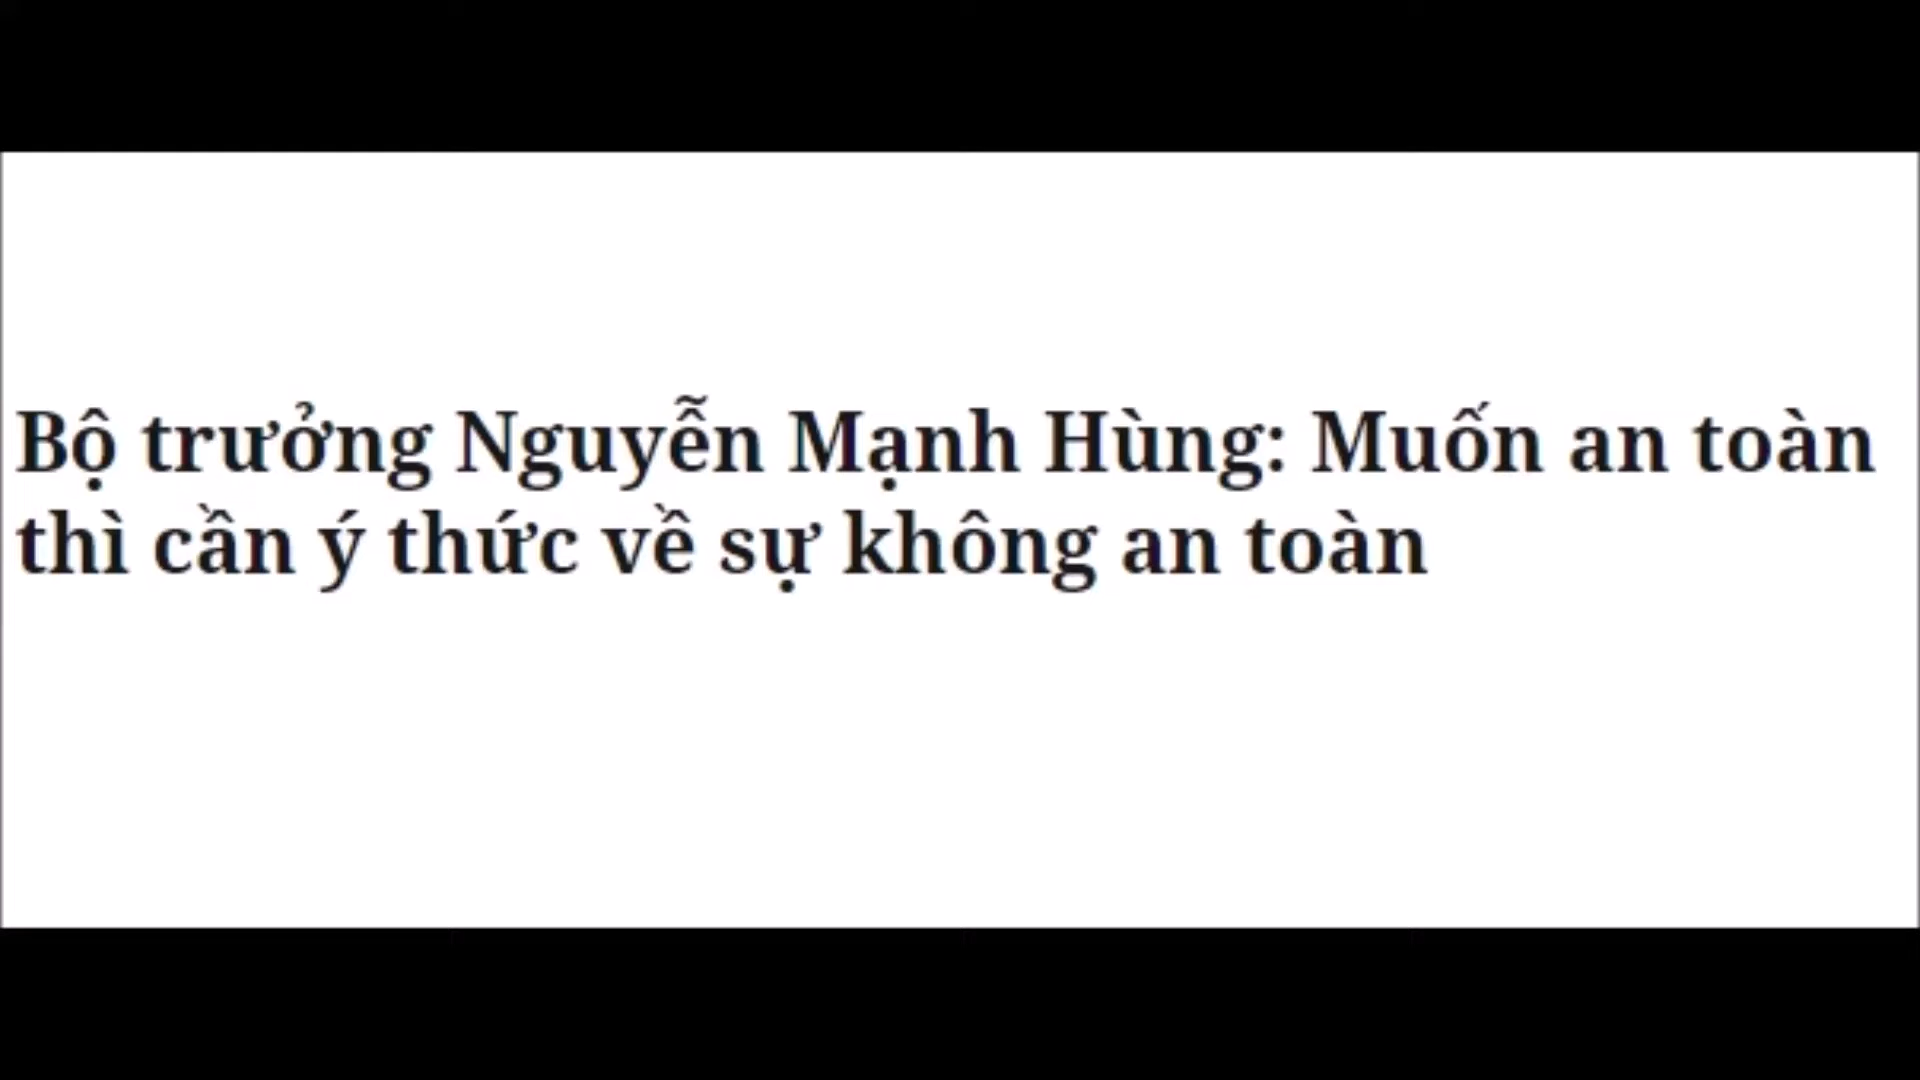 Bộ trưởng Nguyễn Mạnh Hùng: Muốn an toàn
thì cần ý thức về sự không an toàn